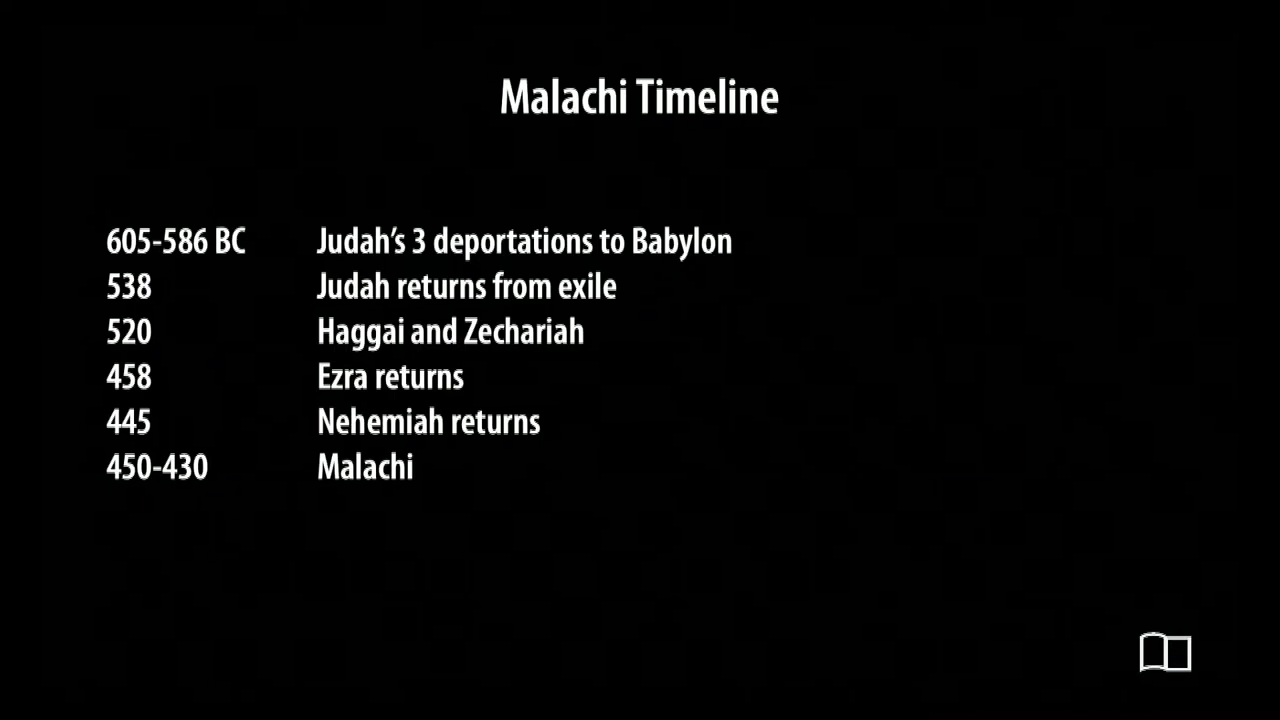 Malachi Timeline
605-586 BC Judah’s 3 deportations to Babylon
538 Judah returns from exile
520 Haggai and Zechariah
458 Ezra returns
445 Nehemiah returns
450-430 Malachi